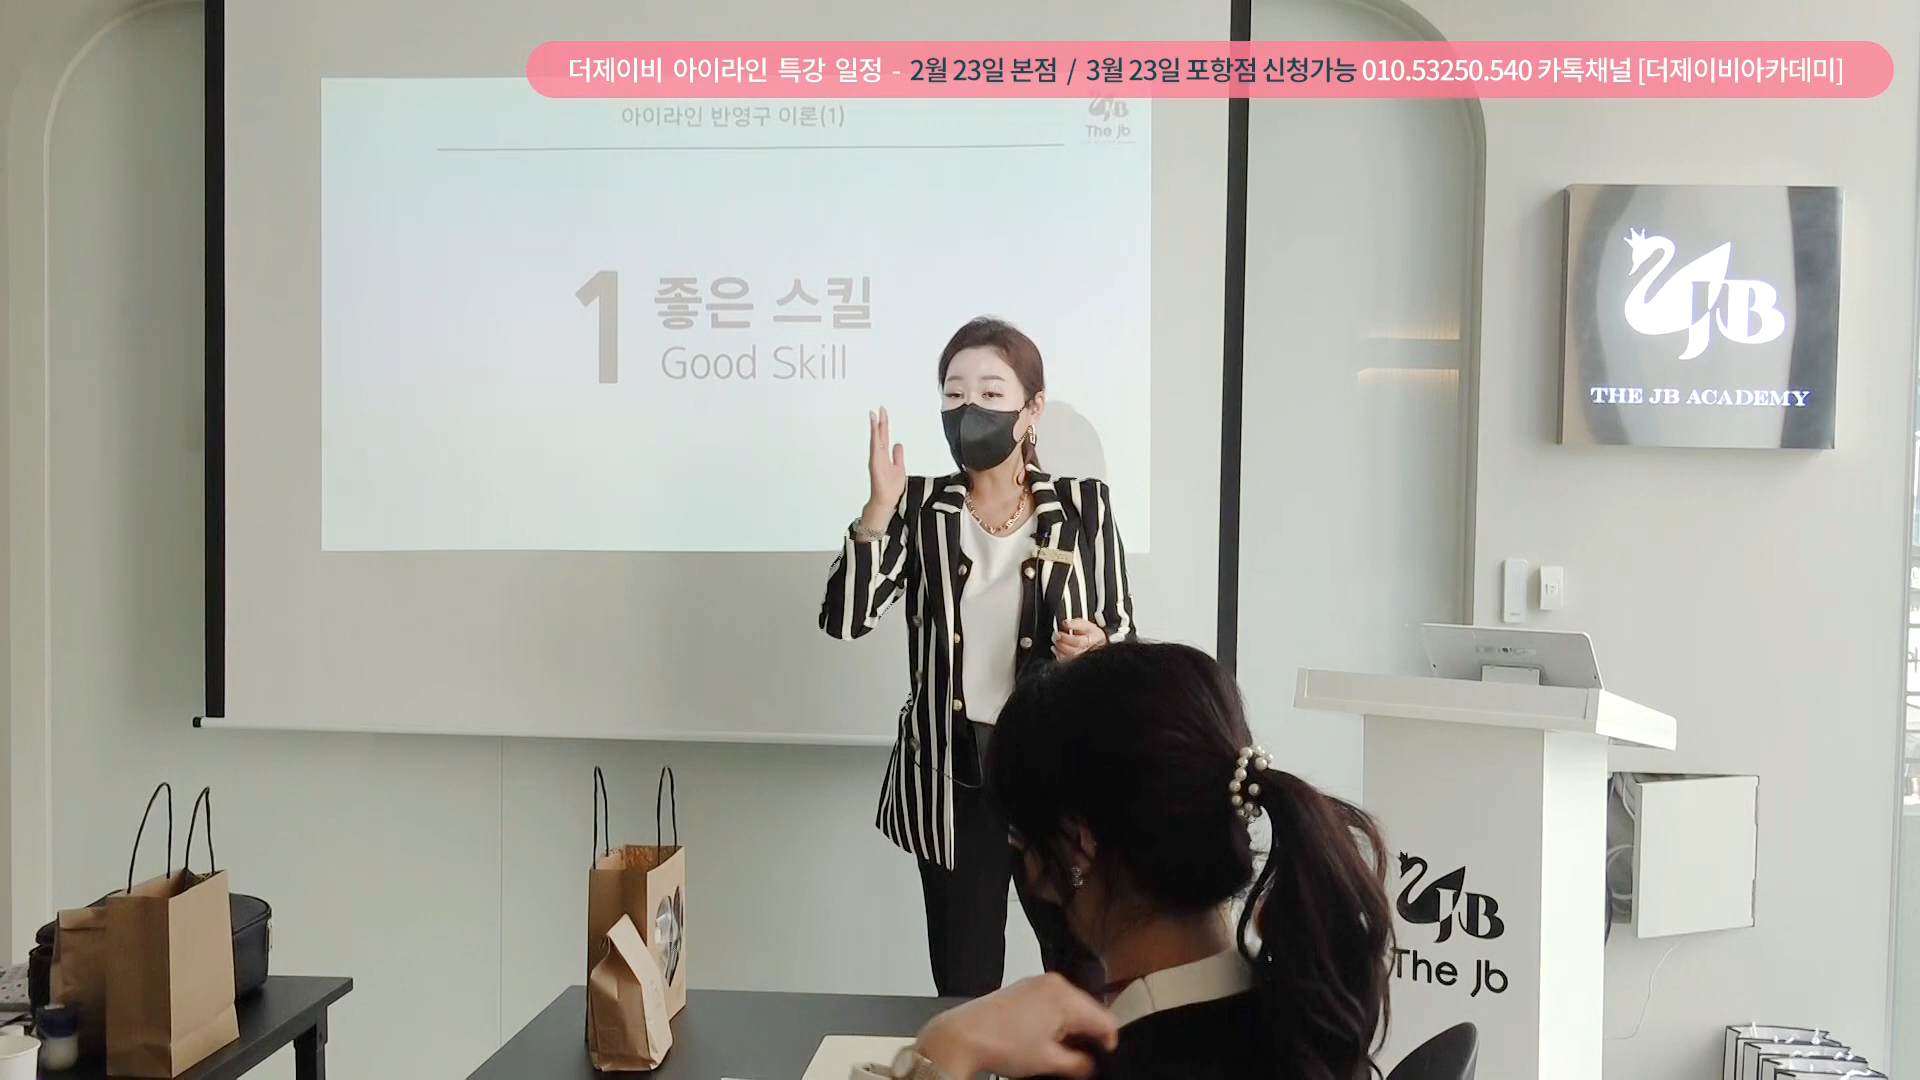 더제이비 아이라인 특강 일정 - 2월 23일 본점 / 3월 23일 포항점 신청가능 010.53250.540 카톡채널 [더제이비아카데미]
아이라인 반영구 이론(1)
JB
The Jb
1 좋은 스킬
Good Skill
JB
THE JB ACADEMY
JB
The Jb